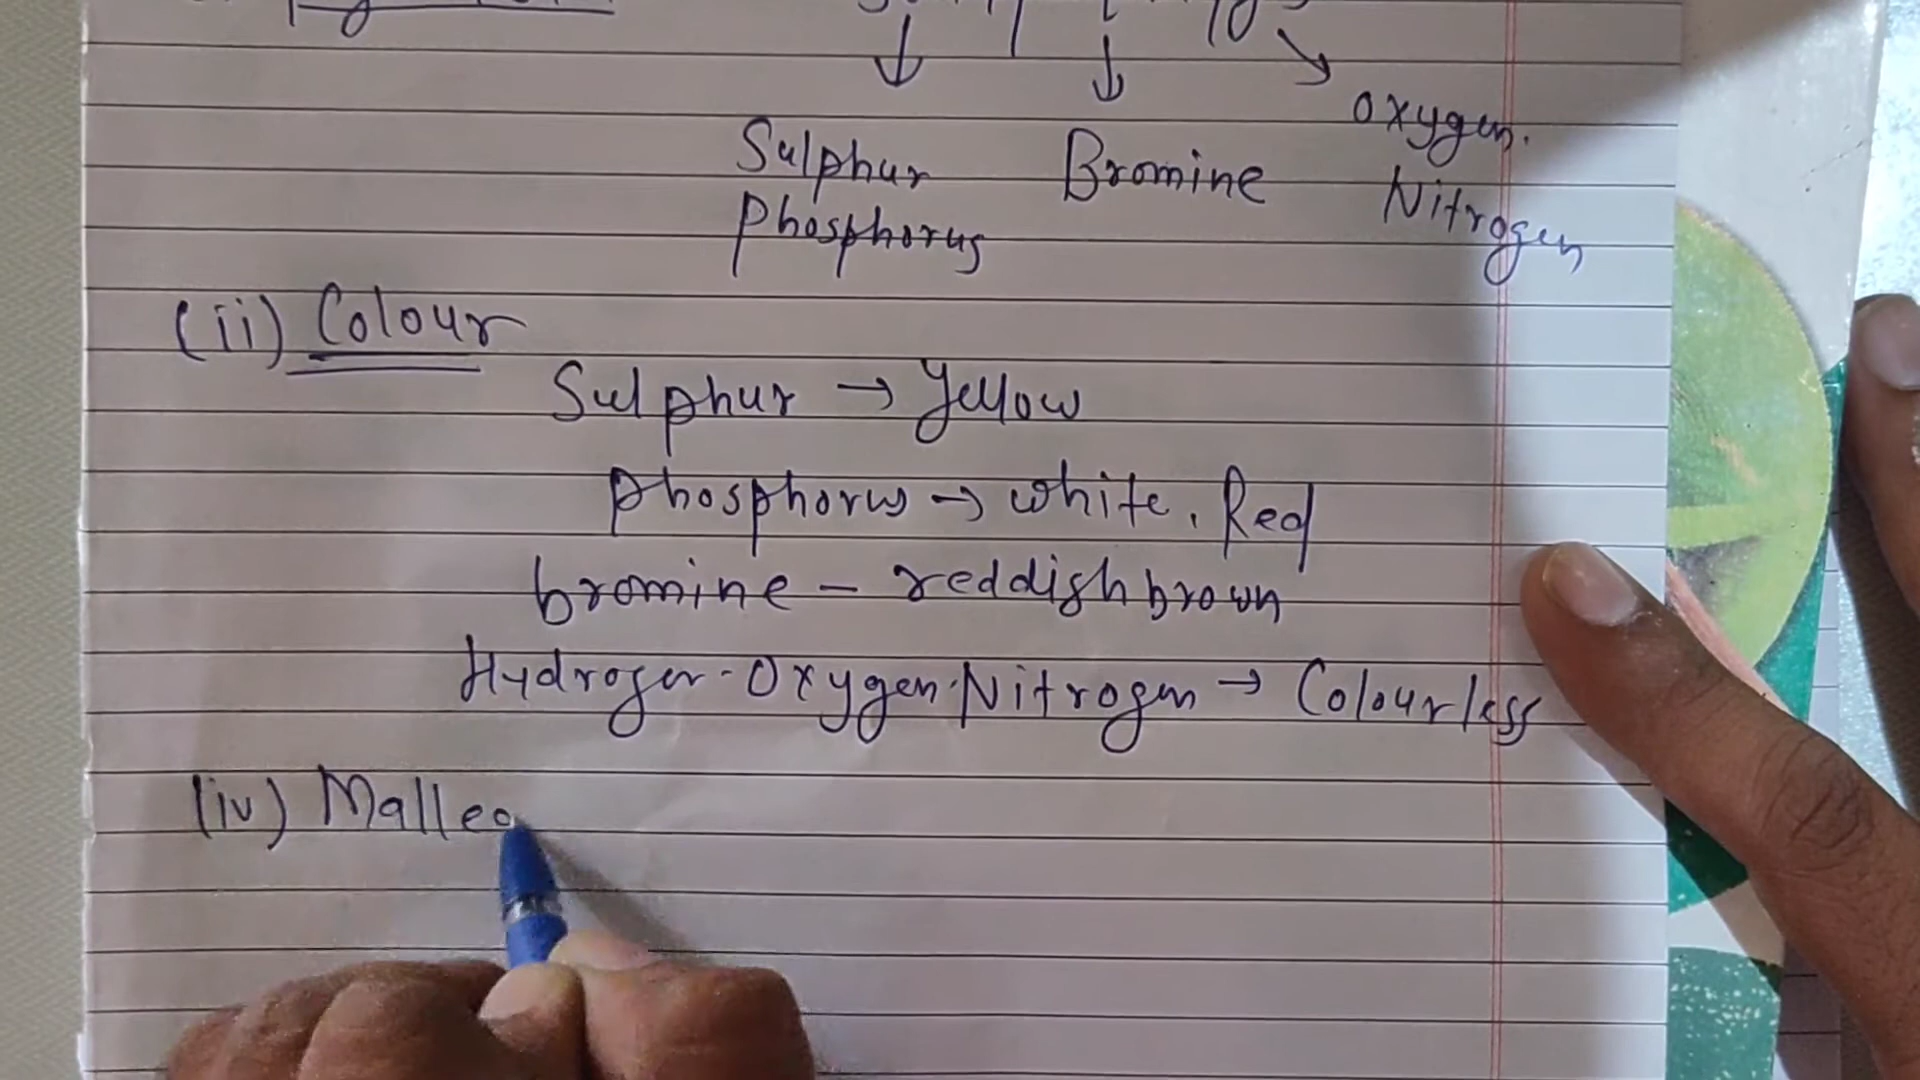 Sulphur Bromine oxygen.
Phosphorus Nitrogen
(ii) Colour
Sulphur → Yellow
phosphorus → white, Red
bromine – reddish brown
Hydrogen - Oxygen . Nitrogen → Colourless
(iv) Mallea